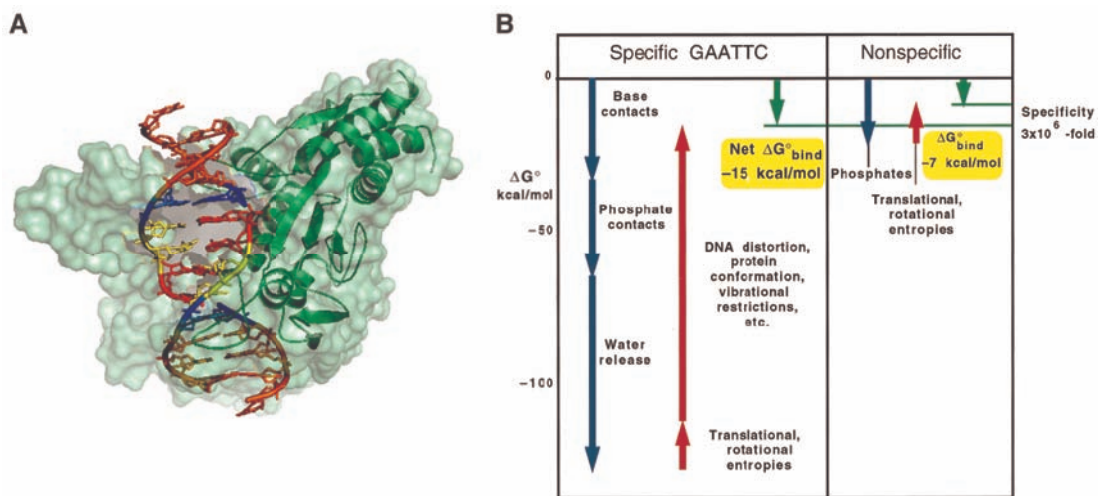 A
B
Specific GAATTC
Nonspecific
0
Base
contacts
Specificity
3x10⁶ -fold
Net ΔG°bind
−15 kcal/mol
ΔG°bind
−7 kcal/mol
Phosphates
ΔG°
kcal/mol
Translational,
rotational
entropies
Phosphate
contacts
−50
DNA distortion,
protein
conformation,
vibrational
restrictions,
etc.
Water
release
−100
Translational,
rotational
entropies